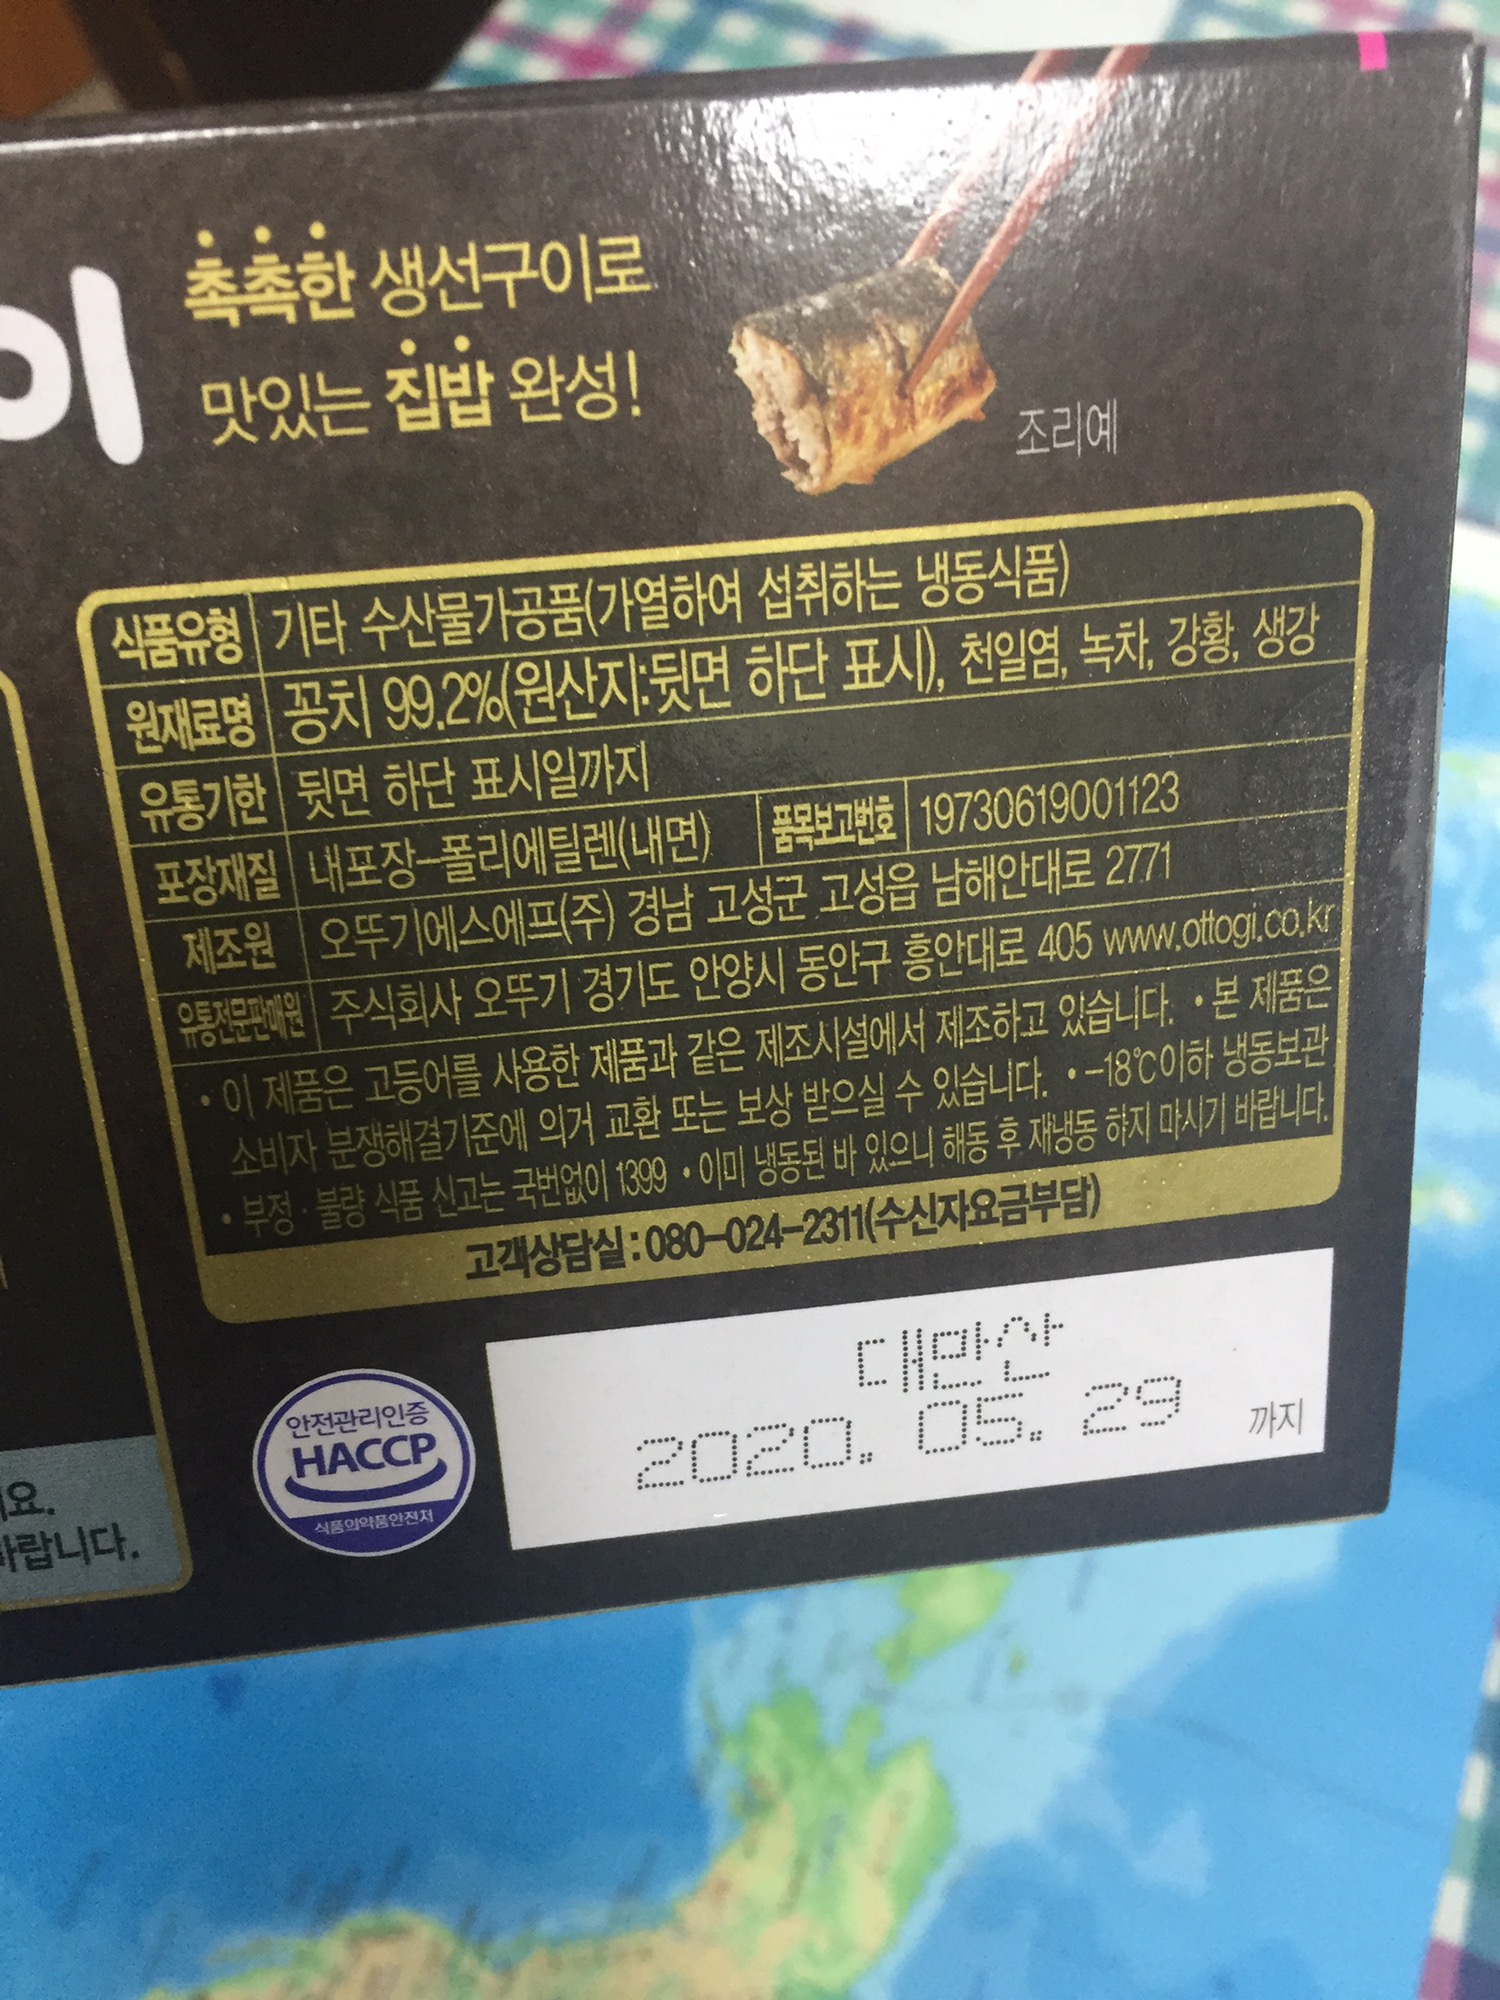 이
촉촉한 생선구이로
맛있는 집밥 완성!
조리예
식품유형 기타 수산물가공품(가열하여 섭취하는 냉동식품)
원재료명 꽁치 99.2%(원산지:뒷면 하단 표시), 천일염, 녹차, 강황, 생강
유통기한 뒷면 하단 표시일까지
포장재질 내포장-폴리에틸렌(내면) 품목보고번호 19730619001123
제조원 오뚜기에스에프(주) 경남 고성군 고성읍 남해안대로 2771
유통전문판매원 주식회사 오뚜기 경기도 안양시 동안구 흥안대로 405 www.ottogi.co.kr
• 이 제품은 고등어를 사용한 제품과 같은 제조시설에서 제조하고 있습니다. • 본 제품은
소비자 분쟁해결기준에 의거 교환 또는 보상 받으실 수 있습니다. • -18℃이하 냉동보관
• 부정·불량 식품 신고는 국번없이 1399 • 이미 냉동된 바 있으니 해동 후 재냉동 하지 마시기 바랍니다.
고객상담실:080-024-2311(수신자요금부담)
안전관리인증
HACCP
식품의약품안전처
대만산
2020. 05. 29 까지
요.
바랍니다.